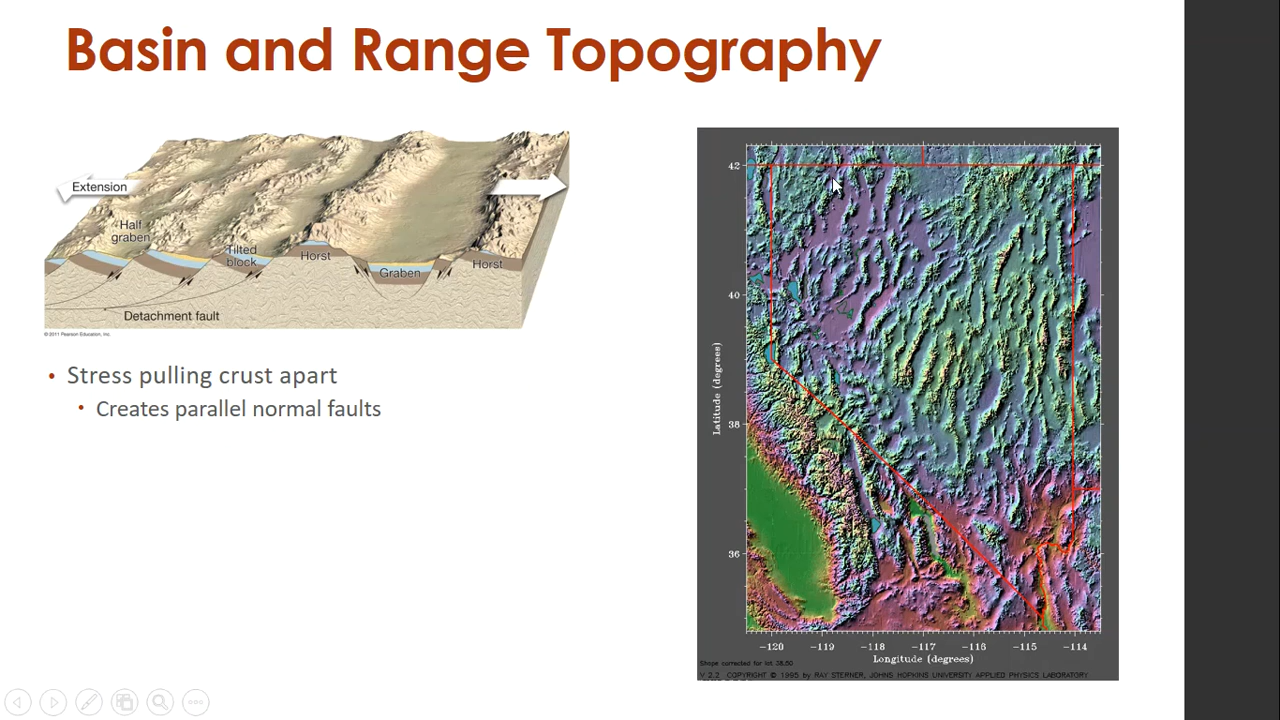 Basin and Range Topography
Extension
Half
graben
Tilted
block
Horst
Graben
Horst
Detachment fault
© 2011 Pearson Education, Inc.
• Stress pulling crust apart
• Creates parallel normal faults
42
40
38
36
Latitude (degrees)
-120 -119 -118 -117 -116 -115 -114
Longitude (degrees)
Shape corrected for lat 38.50
V 2.2 COPYRIGHT © 1995 by RAY STERNER, JOHNS HOPKINS UNIVERSITY APPLIED PHYSICS LABORATORY